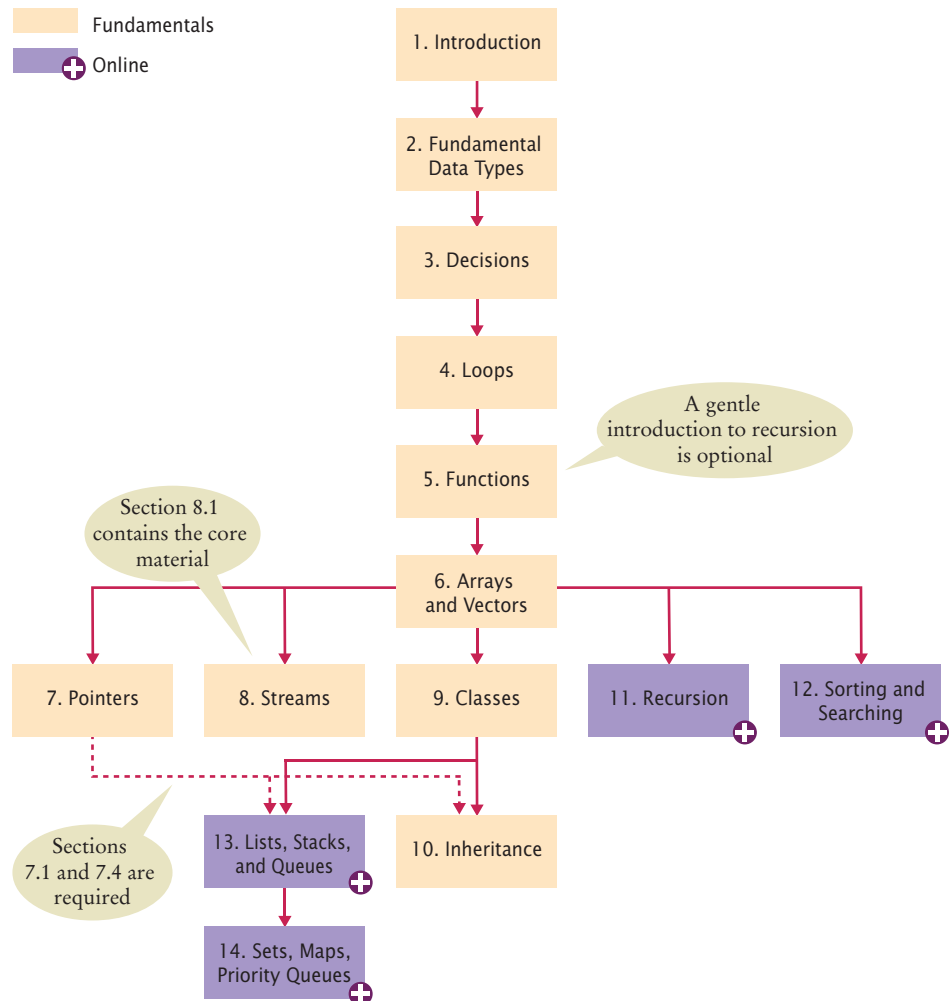 Fundamentals
Online
1. Introduction
2. Fundamental
Data Types
3. Decisions
4. Loops
A gentle
introduction to recursion
is optional
5. Functions
Section 8.1
contains the core
material
6. Arrays
and Vectors
7. Pointers
8. Streams
9. Classes
11. Recursion
12. Sorting and
Searching
Sections
7.1 and 7.4 are
required
13. Lists, Stacks,
and Queues
10. Inheritance
14. Sets, Maps,
Priority Queues